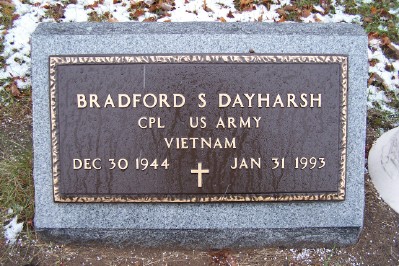 BRADFORD S DAYHARSH
CPL US ARMY
VIETNAM
DEC 30 1944 JAN 31 1993